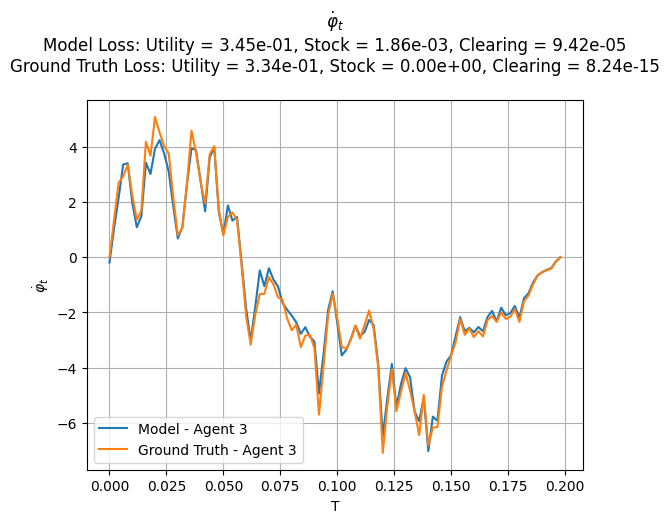 φ̇ₜ
Model Loss: Utility = 3.45e-01, Stock = 1.86e-03, Clearing = 9.42e-05
Ground Truth Loss: Utility = 3.34e-01, Stock = 0.00e+00, Clearing = 8.24e-15
4
2
0
−2
−4
−6
φ̇ₜ
Model - Agent 3
Ground Truth - Agent 3
0.000 0.025 0.050 0.075 0.100 0.125 0.150 0.175 0.200
T